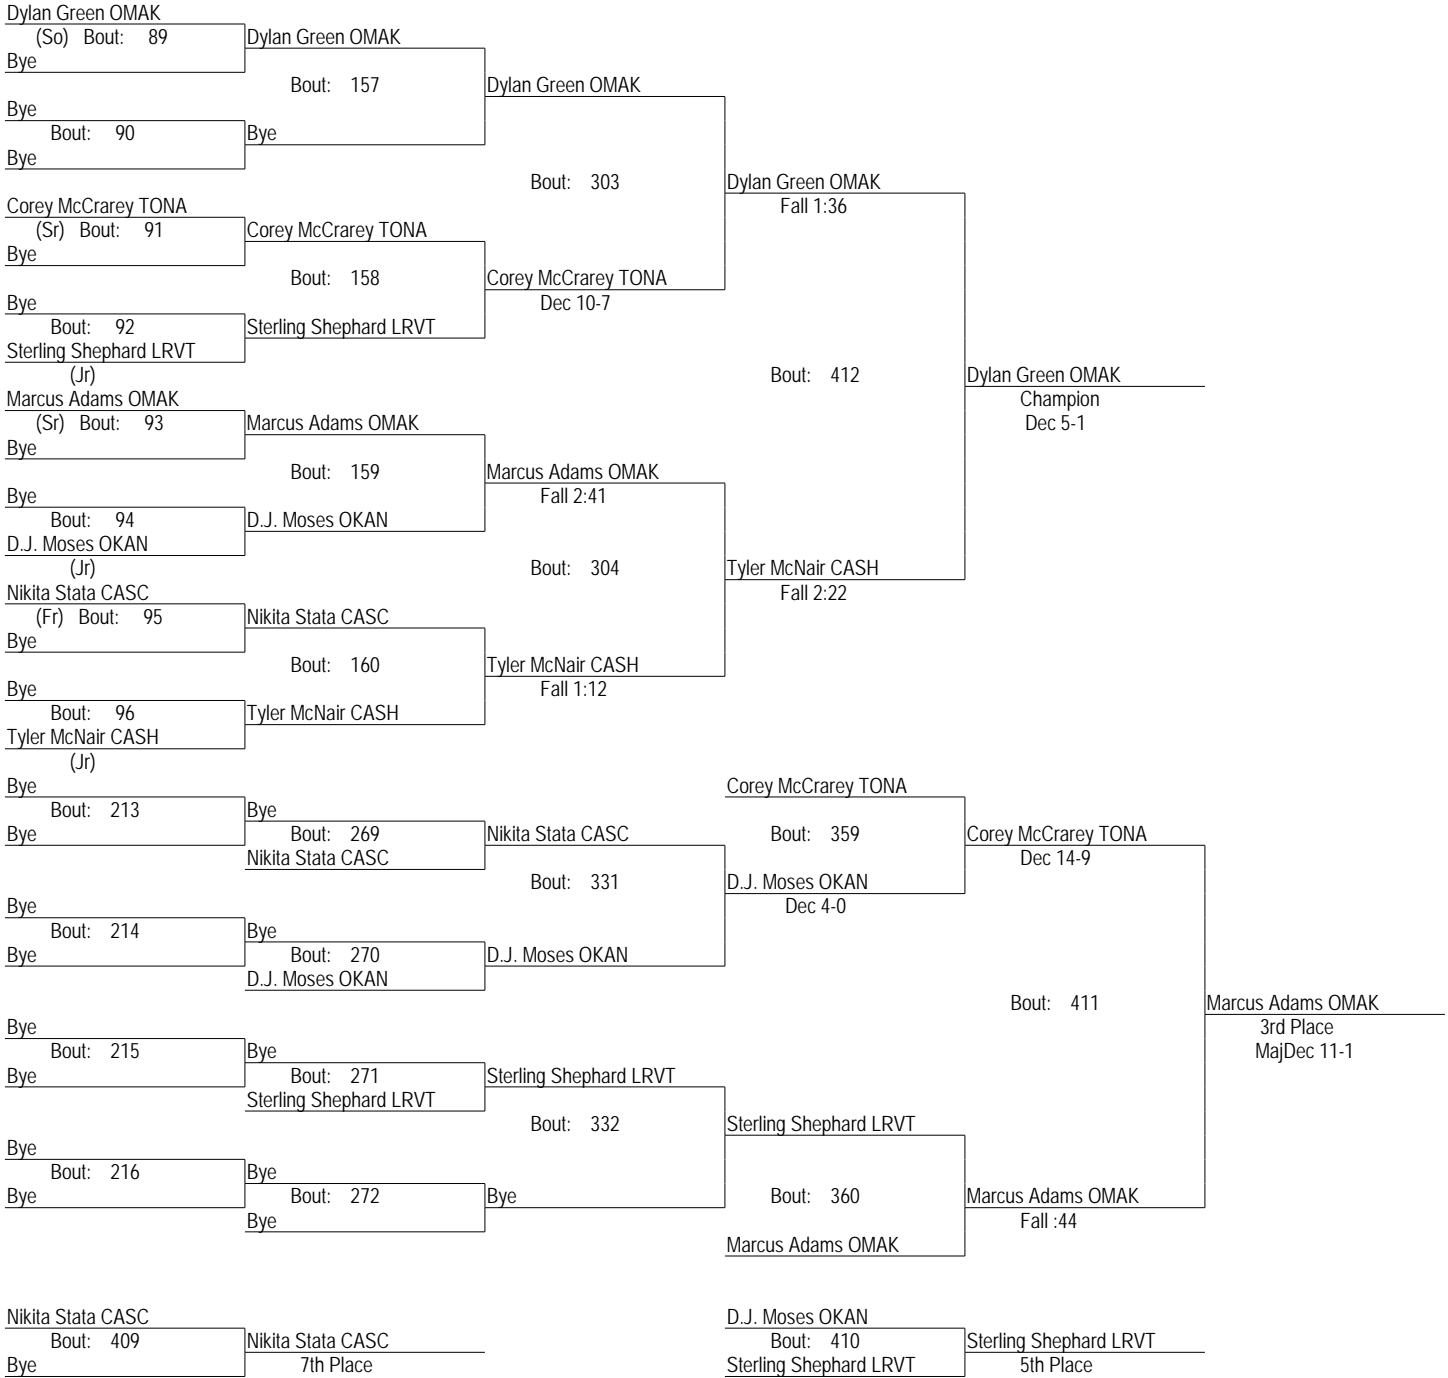 Dylan Green OMAK
(So) Bout: 89 Dylan Green OMAK
Bye
Bout: 157 Dylan Green OMAK
Bye
Bout: 90 Bye
Bye
Bout: 303 Dylan Green OMAK
Corey McCrarey TONA Fall 1:36
(Sr) Bout: 91 Corey McCrarey TONA
Bye
Bout: 158 Corey McCrarey TONA
Bye Dec 10-7
Bout: 92 Sterling Shephard LRVT
Sterling Shephard LRVT
(Jr) Bout: 412 Dylan Green OMAK
Marcus Adams OMAK Champion
(Sr) Bout: 93 Marcus Adams OMAK Dec 5-1
Bye
Bout: 159 Marcus Adams OMAK
Bye Fall 2:41
Bout: 94 D.J. Moses OKAN
D.J. Moses OKAN
(Jr) Bout: 304 Tyler McNair CASH
Nikita Stata CASC Fall 2:22
(Fr) Bout: 95 Nikita Stata CASC
Bye
Bout: 160 Tyler McNair CASH
Bye Fall 1:12
Bout: 96 Tyler McNair CASH
Tyler McNair CASH
(Jr)
Bye Corey McCrarey TONA
Bout: 213 Bye
Bye Bout: 269 Nikita Stata CASC Bout: 359 Corey McCrarey TONA
Nikita Stata CASC Dec 14-9
Bout: 331 D.J. Moses OKAN
Bye Dec 4-0
Bout: 214 Bye
Bye Bout: 270 D.J. Moses OKAN
D.J. Moses OKAN
Bout: 411 Marcus Adams OMAK
Bye 3rd Place
Bout: 215 Bye MajDec 11-1
Bye Bout: 271 Sterling Shephard LRVT
Sterling Shephard LRVT
Bout: 332 Sterling Shephard LRVT
Bye
Bout: 216 Bye
Bye Bout: 272 Bye Bout: 360 Marcus Adams OMAK
Bye Fall :44
Marcus Adams OMAK
Nikita Stata CASC D.J. Moses OKAN
Bout: 409 Nikita Stata CASC Bout: 410 Sterling Shephard LRVT
Bye 7th Place Sterling Shephard LRVT 5th Place